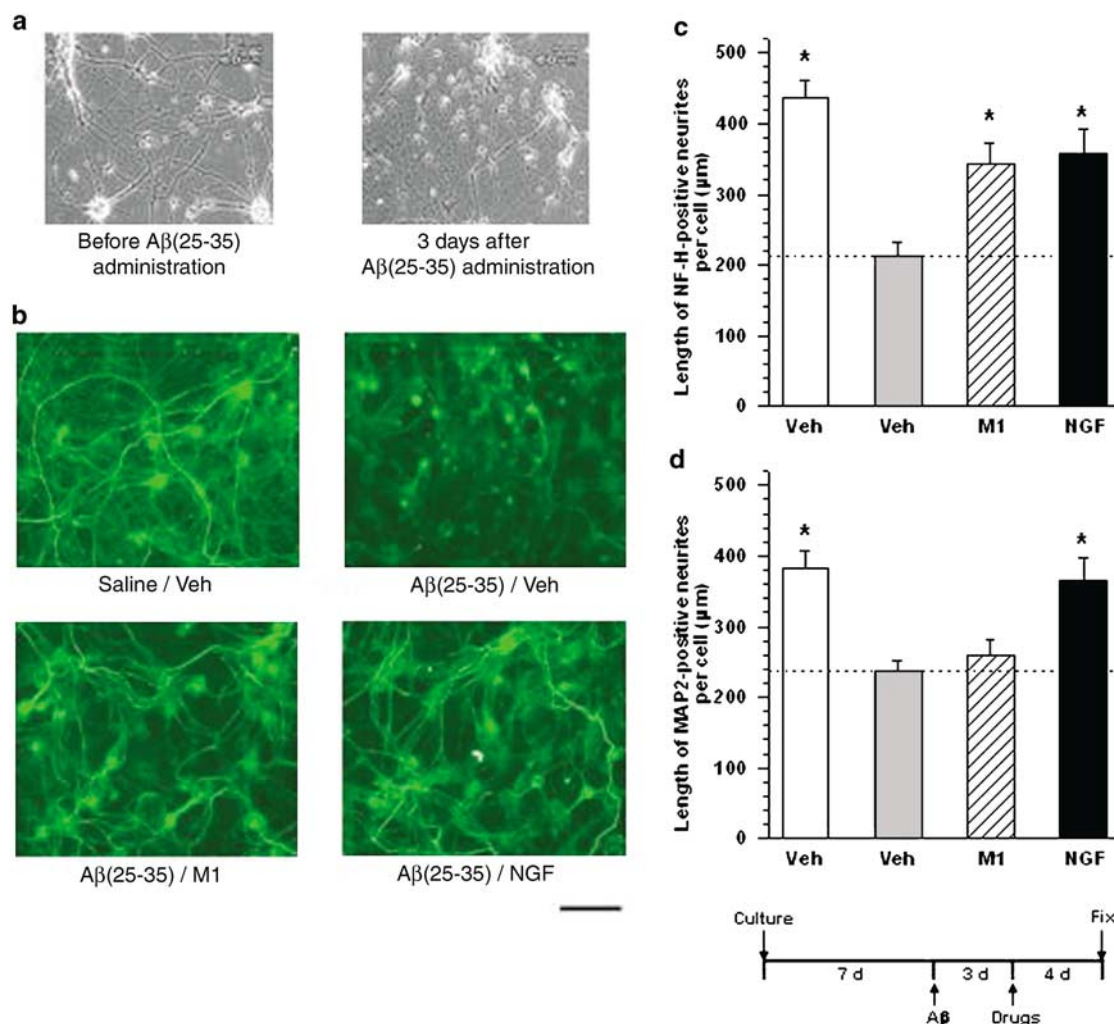 a
Before Aβ(25-35)
administration
3 days after
Aβ(25-35) administration
b
Saline / Veh
Aβ(25-35) / Veh
Aβ(25-35) / M1
Aβ(25-35) / NGF
c
Length of NF-H-positive neurites
per cell (µm)
500
400
300
200
100
0
*
*
*
Veh
Veh
M1
NGF
d
Length of MAP2-positive neurites
per cell (µm)
500
400
300
200
100
0
*
*
Veh
Veh
M1
NGF
Culture
Fix
7 d
3 d
4 d
Aβ
Drugs